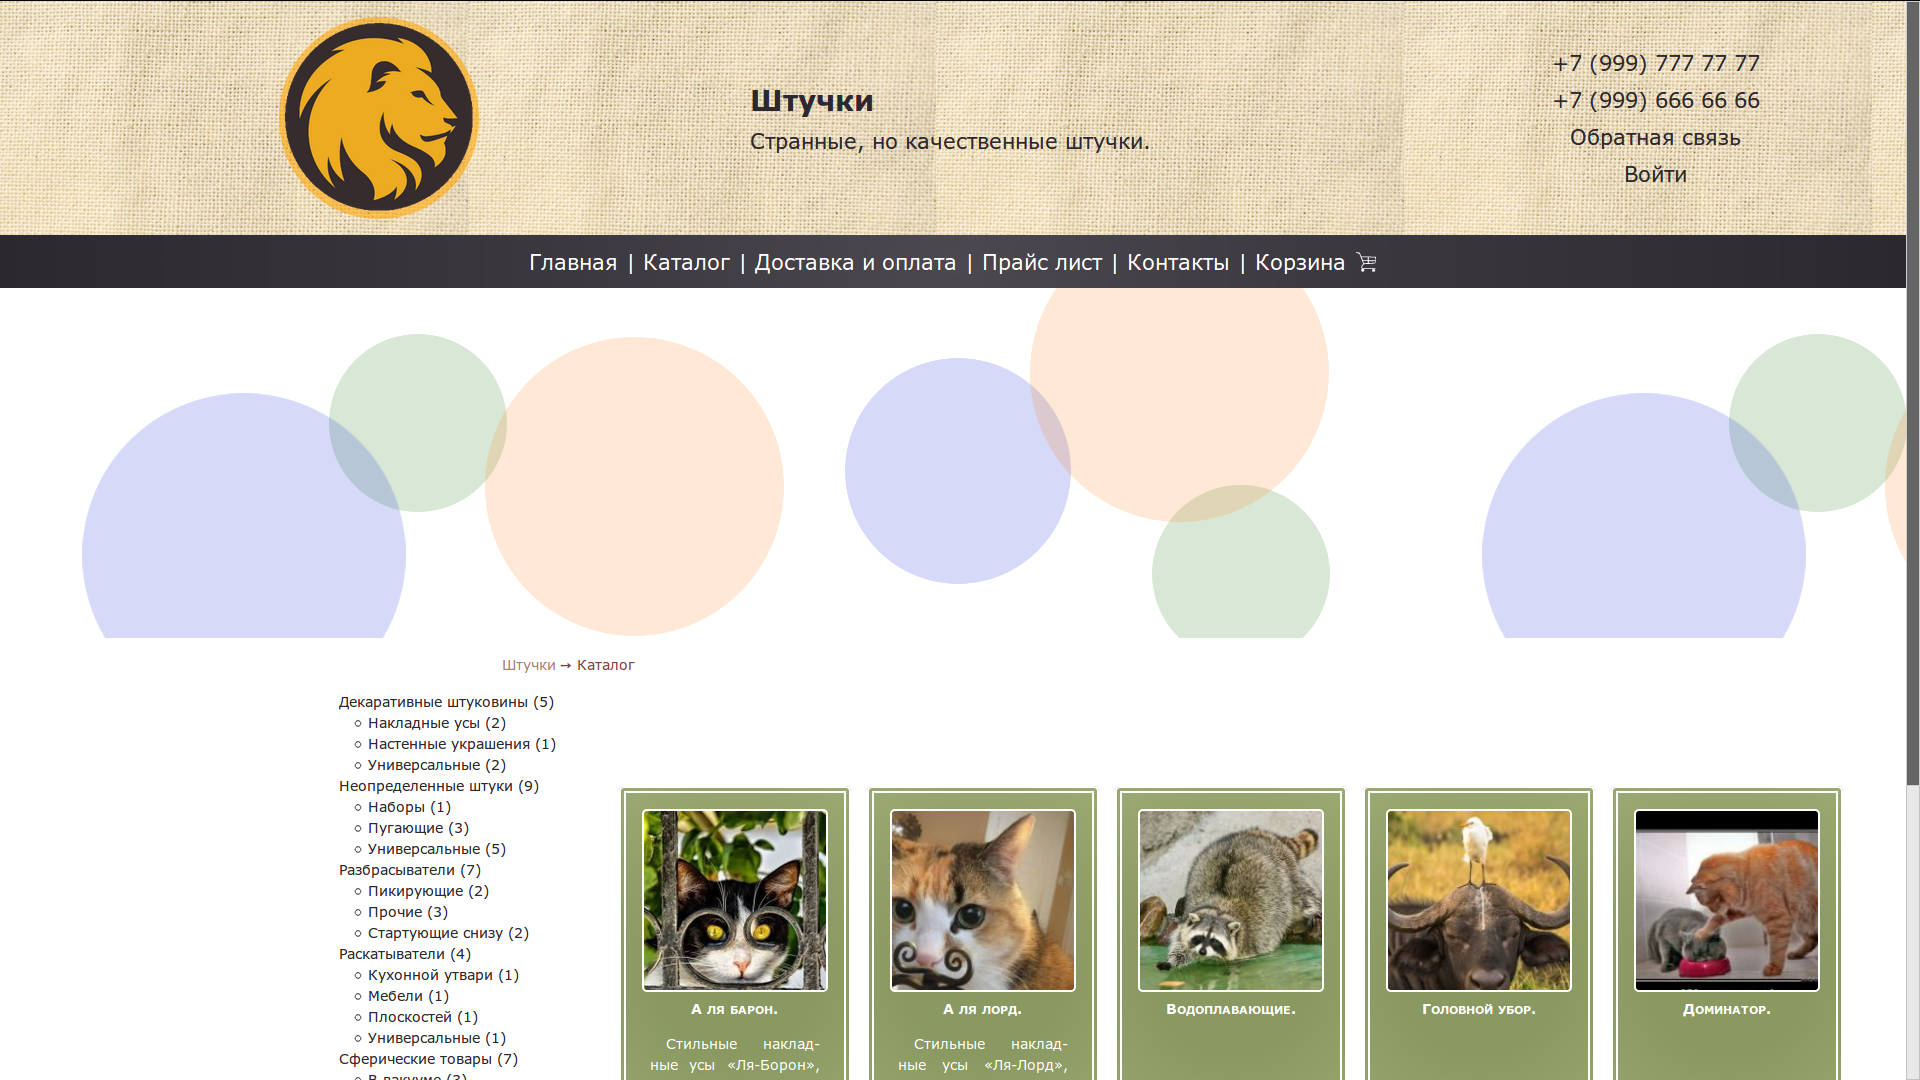 +7 (999) 777 77 77
+7 (999) 666 66 66
Обратная связь
Войти
Штучки
Странные, но качественные штучки.
Главная | Каталог | Доставка и оплата | Прайс лист | Контакты | Корзина
Штучки → Каталог
Декаративные штуковины (5)
Накладные усы (2)
Настенные украшения (1)
Универсальные (2)
Неопределенные штуки (9)
Наборы (1)
Пугающие (3)
Универсальные (5)
Разбрасыватели (7)
Пикирующие (2)
Прочие (3)
Стартующие снизу (2)
Раскатыватели (4)
Кухонной утвари (1)
Мебели (1)
Плоскостей (1)
Универсальные (1)
Сферические товары (7)
В вакууме (3)
А ля барон.
Стильные наклад-
ные усы «Ля-Борон»,
А ля лорд.
Стильные наклад-
ные усы «Ля-Лорд»,
Водоплавающие.
Головной убор.
Доминатор.